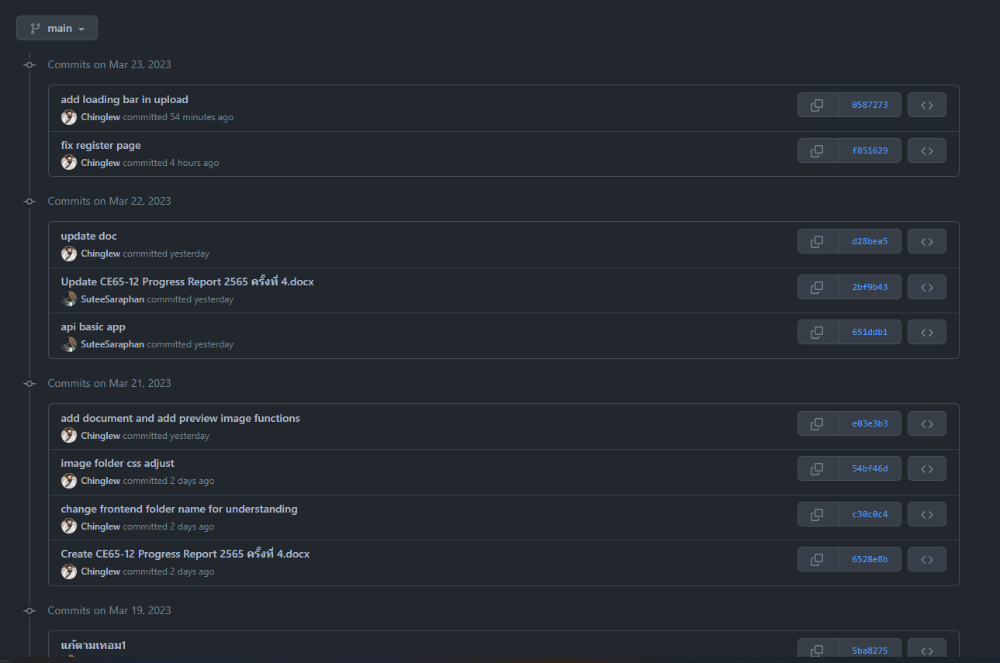 main
Commits on Mar 23, 2023
add loading bar in upload
0587273
Chinglew committed 54 minutes ago
fix register page
f851629
Chinglew committed 4 hours ago
Commits on Mar 22, 2023
update doc
d28bea5
Chinglew committed yesterday
Update CE65-12 Progress Report 2565 ครั้งที่ 4.docx
2bf9b43
SuteeSaraphan committed yesterday
api basic app
651ddb1
SuteeSaraphan committed yesterday
Commits on Mar 21, 2023
add document and add preview image functions
e03e3b3
Chinglew committed yesterday
image folder css adjust
54bf46d
Chinglew committed 2 days ago
change frontend folder name for understanding
c30c0c4
Chinglew committed 2 days ago
Create CE65-12 Progress Report 2565 ครั้งที่ 4.docx
6528e8b
Chinglew committed 2 days ago
Commits on Mar 19, 2023
แก้ตามเทอม1
5ba8275